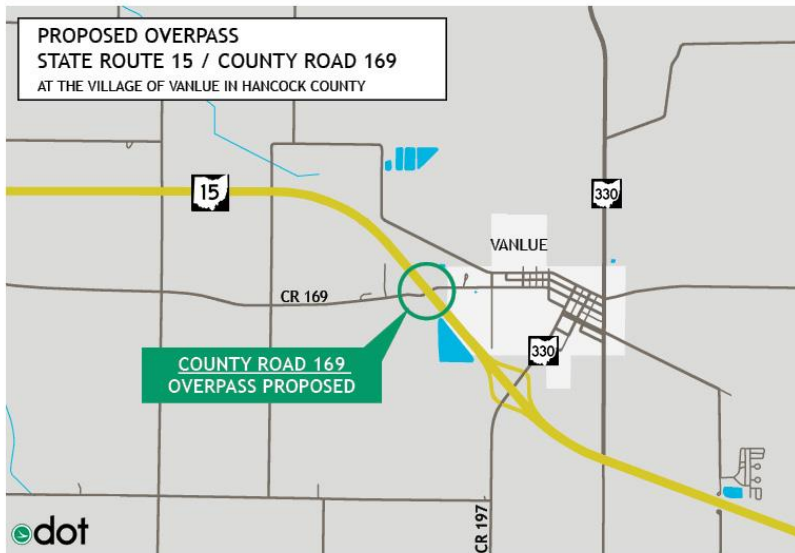 PROPOSED OVERPASS
STATE ROUTE 15 / COUNTY ROAD 169
AT THE VILLAGE OF VANLUE IN HANCOCK COUNTY
15
330
VANLUE
CR 169
330
COUNTY ROAD 169
OVERPASS PROPOSED
CR 197
dot